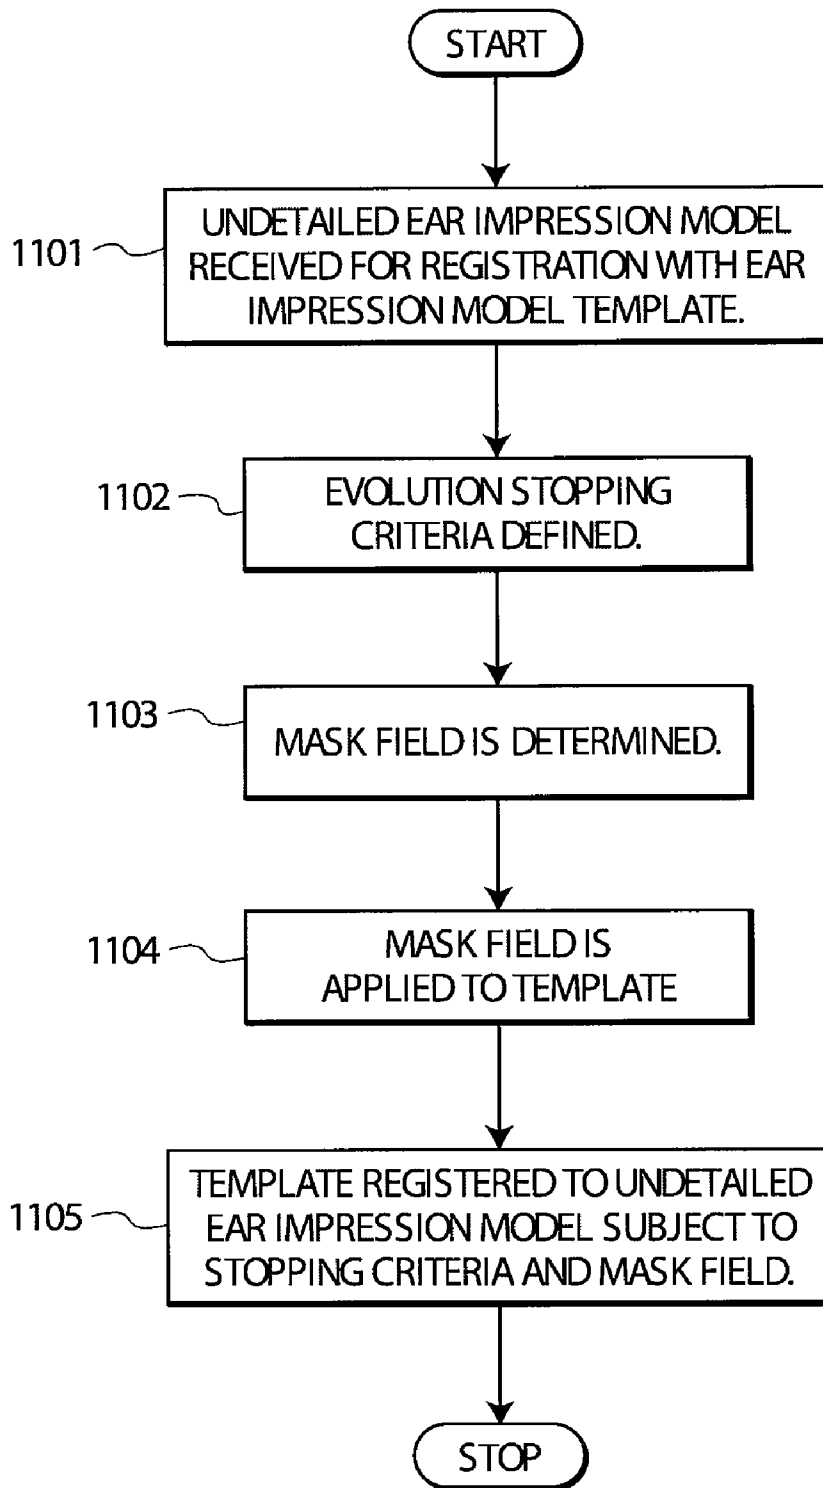 START
1101
UNDETAILED EAR IMPRESSION MODEL
RECEIVED FOR REGISTRATION WITH EAR
IMPRESSION MODEL TEMPLATE.
1102
EVOLUTION STOPPING
CRITERIA DEFINED.
1103
MASK FIELD IS DETERMINED.
1104
MASK FIELD IS
APPLIED TO TEMPLATE
1105
TEMPLATE REGISTERED TO UNDETAILED
EAR IMPRESSION MODEL SUBJECT TO
STOPPING CRITERIA AND MASK FIELD.
STOP